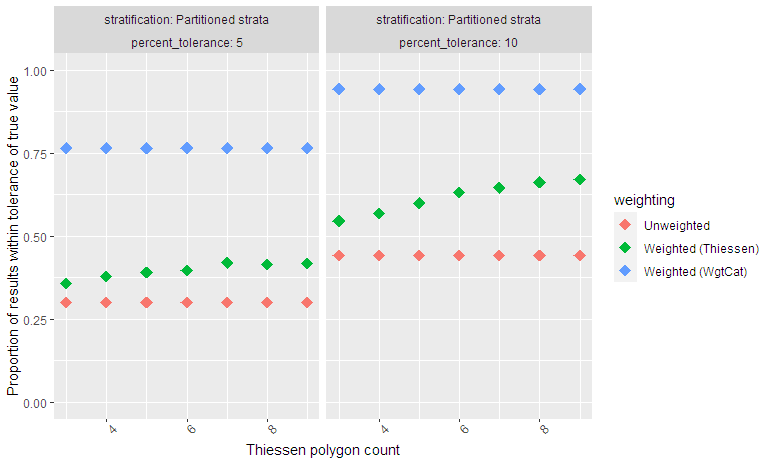 stratification: Partitioned strata
percent_tolerance: 5
stratification: Partitioned strata
percent_tolerance: 10
Proportion of results within tolerance of true value
1.00
0.75
0.50
0.25
0.00
4
6
8
4
6
8
Thiessen polygon count
weighting
Unweighted
Weighted (Thiessen)
Weighted (WgtCat)